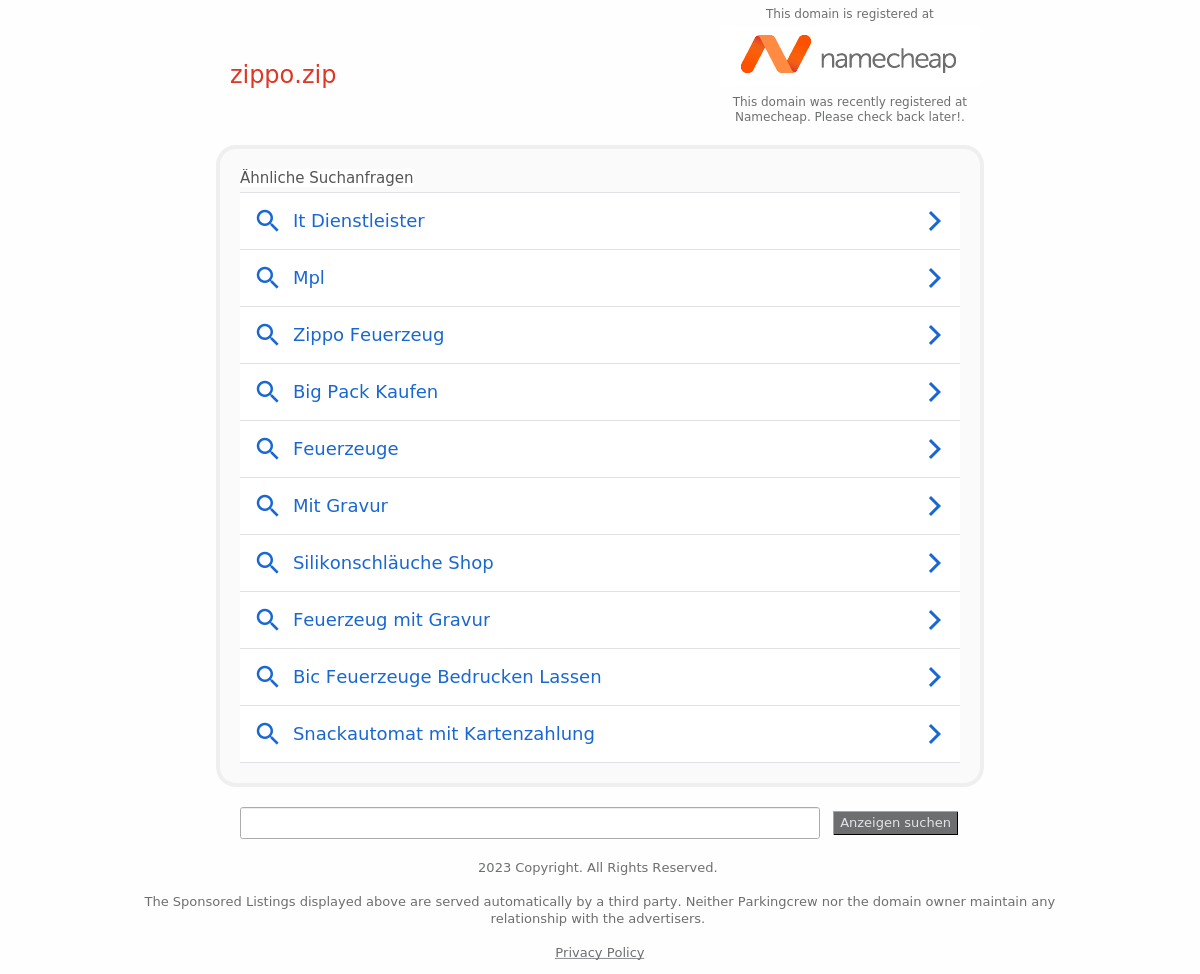 This domain is registered at
namecheap
zippo.zip
This domain was recently registered at
Namecheap. Please check back later!.
Ähnliche Suchanfragen
It Dienstleister
Mpl
Zippo Feuerzeug
Big Pack Kaufen
Feuerzeuge
Mit Gravur
Silikonschläuche Shop
Feuerzeug mit Gravur
Bic Feuerzeuge Bedrucken Lassen
Snackautomat mit Kartenzahlung
Anzeigen suchen
2023 Copyright. All Rights Reserved.
The Sponsored Listings displayed above are served automatically by a third party. Neither Parkingcrew nor the domain owner maintain any
relationship with the advertisers.
Privacy Policy